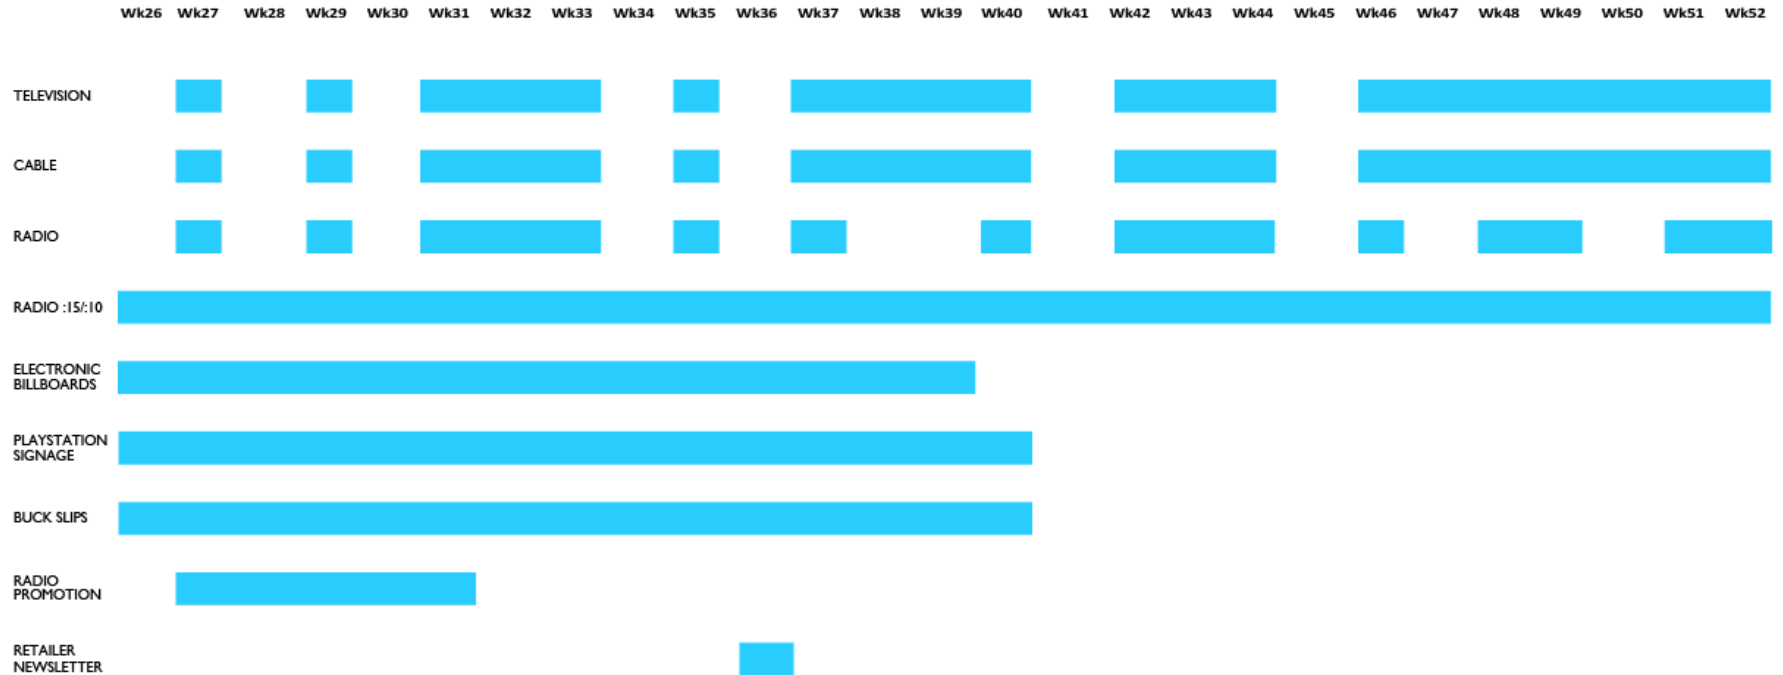 Wk26 Wk27 Wk28 Wk29 Wk30 Wk31 Wk32 Wk33 Wk34 Wk35 Wk36 Wk37 Wk38 Wk39 Wk40 Wk41 Wk42 Wk43 Wk44 Wk45 Wk46 Wk47 Wk48 Wk49 Wk50 Wk51 Wk52
TELEVISION
CABLE
RADIO
RADIO :15/:10
ELECTRONIC
BILLBOARDS
PLAYSTATION
SIGNAGE
BUCK SLIPS
RADIO
PROMOTION
RETAILER
NEWSLETTER